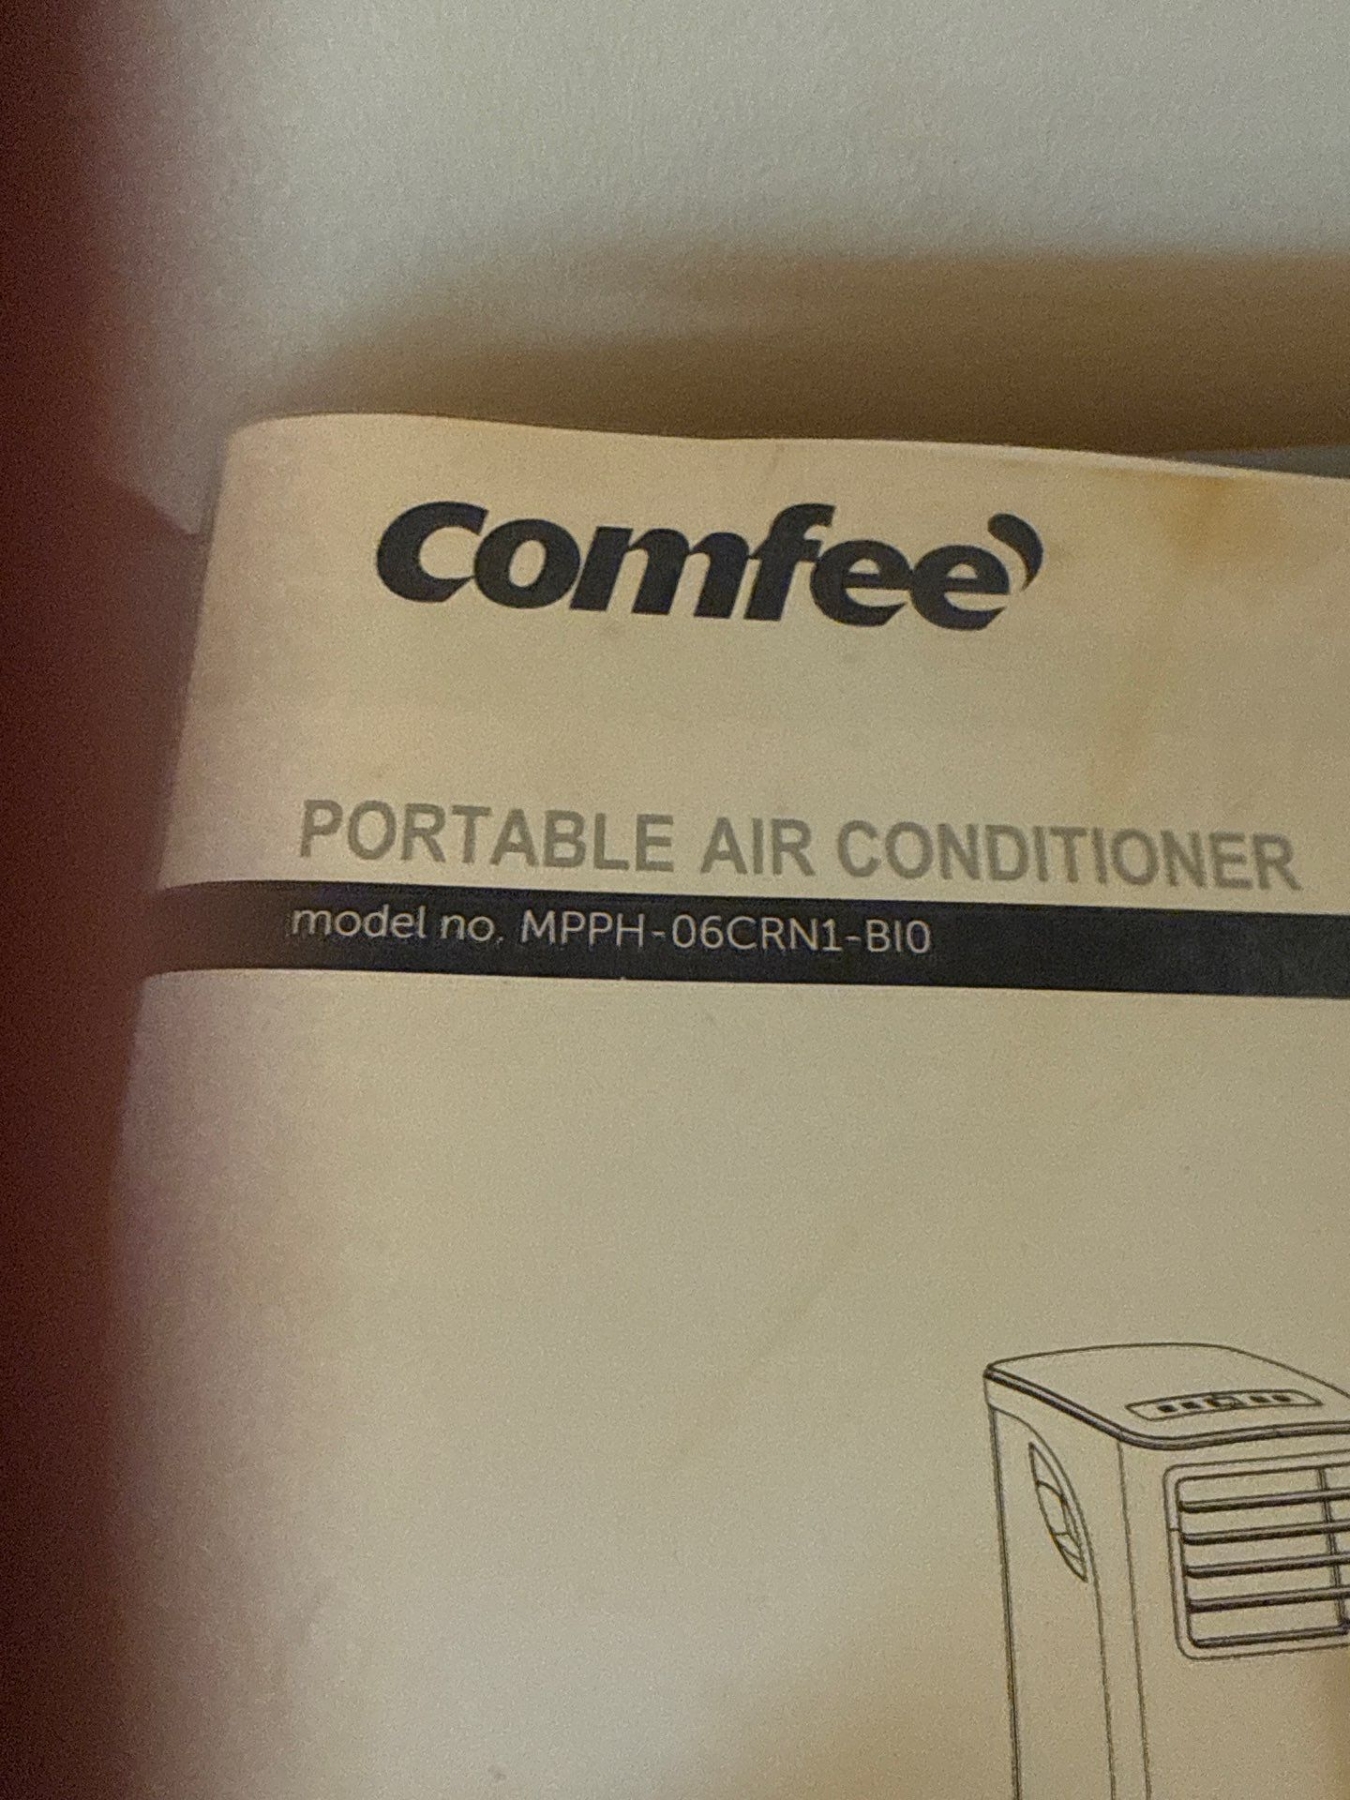 comfee'
PORTABLE AIR CONDITIONER
model no. MPPH-06CRN1-BI0